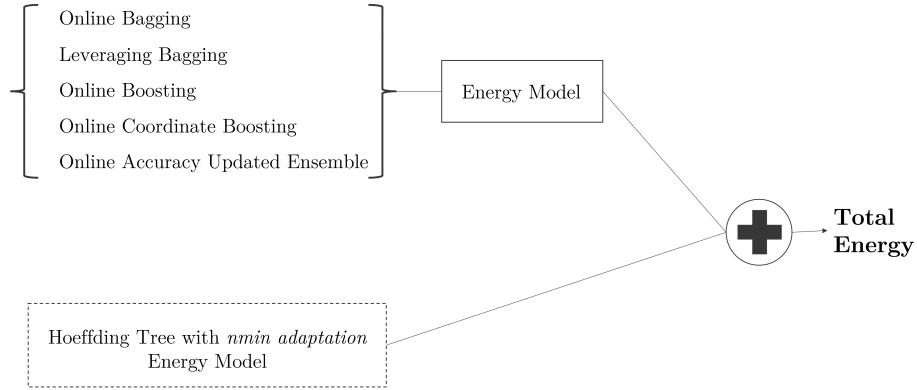 Online Bagging
Leveraging Bagging
Online Boosting
Online Coordinate Boosting
Online Accuracy Updated Ensemble
Energy Model
Total
Energy
Hoeffding Tree with nmin adaptation
Energy Model